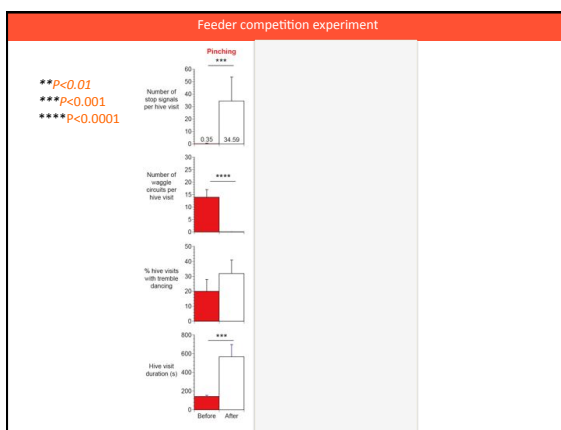 Feeder competition experiment
**P<0.01
***P<0.001
****P<0.0001
Pinching
***
Number of
stop signals
per hive visit
60
50
40
30
20
10
0
0.35 34.59
****
Number of
waggle
circuits per
hive visit
30
25
20
15
10
5
0
% hive visits
with tremble
dancing
50
40
30
20
10
0
***
Hive visit
duration (s)
800
600
400
200
0
Before After